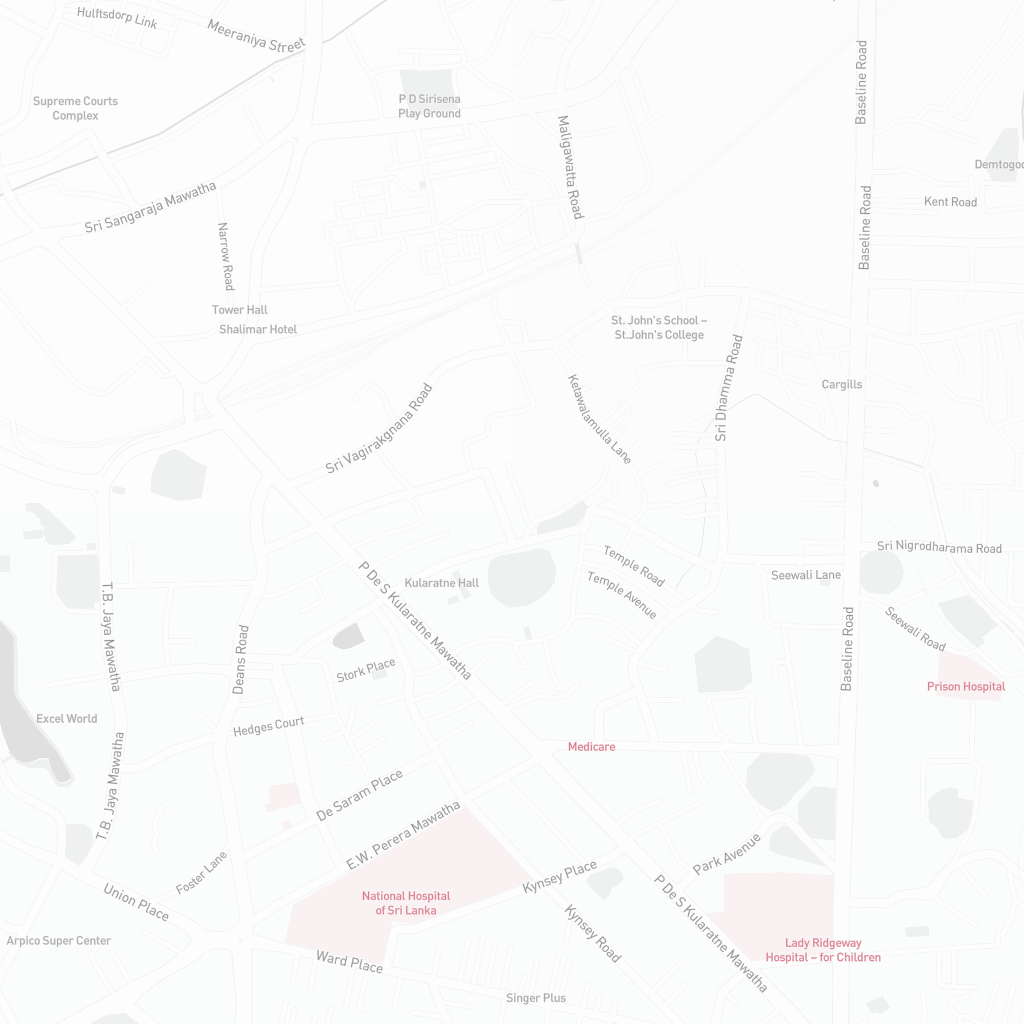 Hulftsdorp Link
Meeraniya Street
Baseline Road
Supreme Courts
Complex
P D Sirisena
Play Ground
Maligawatta Road
Demtogod
Sri Sangaraja Mawatha
Kent Road
Baseline Road
Narrow Road
Tower Hall
Shalimar Hotel
St. John's School –
St.John's College
Sri Dhamma Road
Cargills
Sri Vagirakgnana Road
Ketawalamulla Lane
Sri Nigrodharama Road
Temple Road
Seewali Lane
Kularatne Hall
Temple Avenue
P De S Kularatne Mawatha
T.B. Jaya Mawatha
Seewali Road
Baseline Road
Deans Road
Stork Place
Prison Hospital
Excel World
Hedges Court
Medicare
T.B. Jaya Mawatha
De Saram Place
E.W. Perera Mawatha
Park Avenue
Foster Lane
Kynsey Place
Union Place
National Hospital
of Sri Lanka
P De S Kularatne Mawatha
Kynsey Road
Arpico Super Center
Lady Ridgeway
Hospital – for Children
Ward Place
Singer Plus